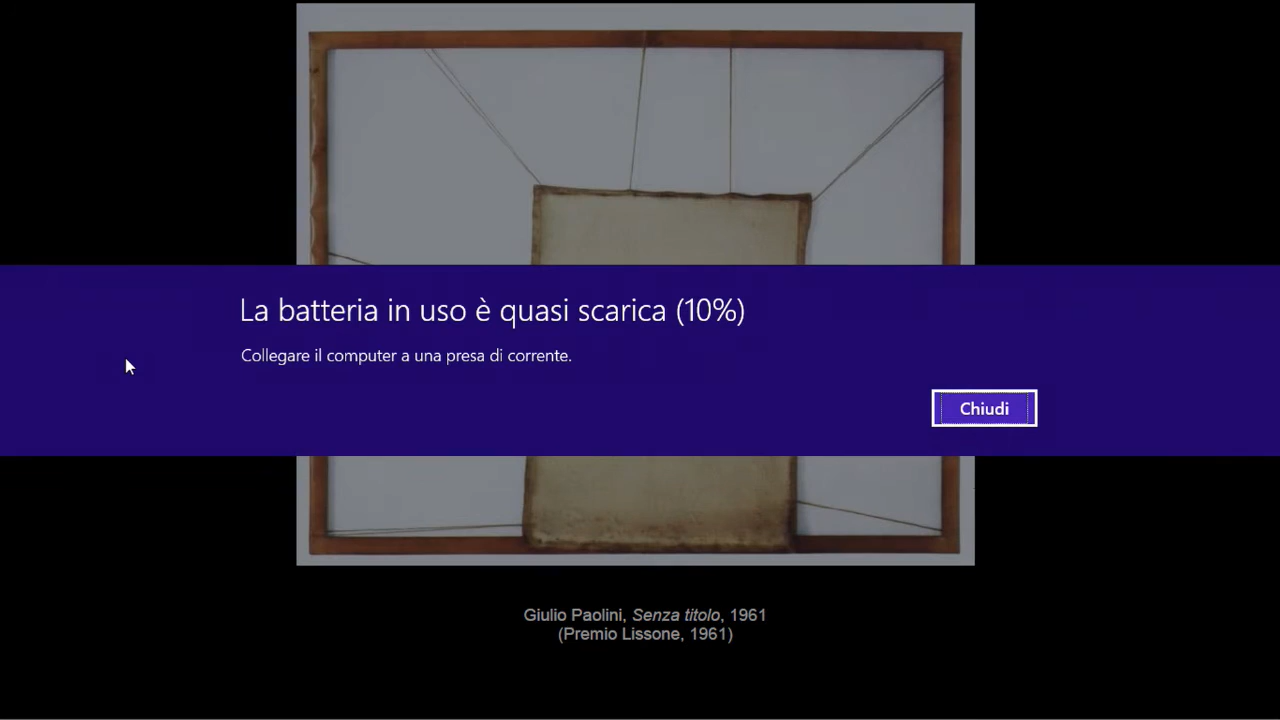 La batteria in uso è quasi scarica (10%)
Collegare il computer a una presa di corrente.
Chiudi
Giulio Paolini, Senza titolo, 1961
(Premio Lissone, 1961)